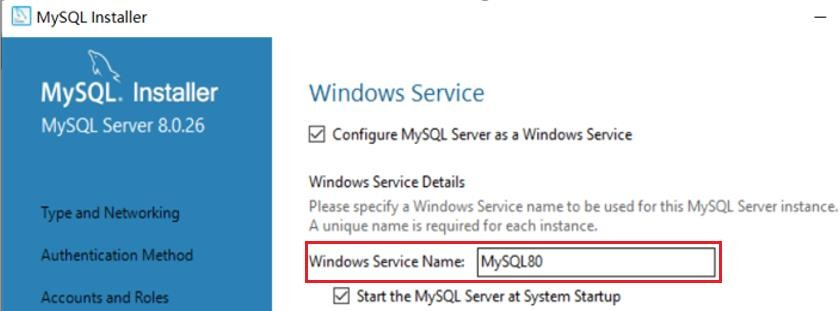 MySQL Installer
MySQL. Installer
MySQL Server 8.0.26
Type and Networking
Authentication Method
Accounts and Roles
Windows Service
Configure MySQL Server as a Windows Service
Windows Service Details
Please specify a Windows Service name to be used for this MySQL Server instance.
A unique name is required for each instance.
Windows Service Name: MySQL80
Start the MySQL Server at System Startup